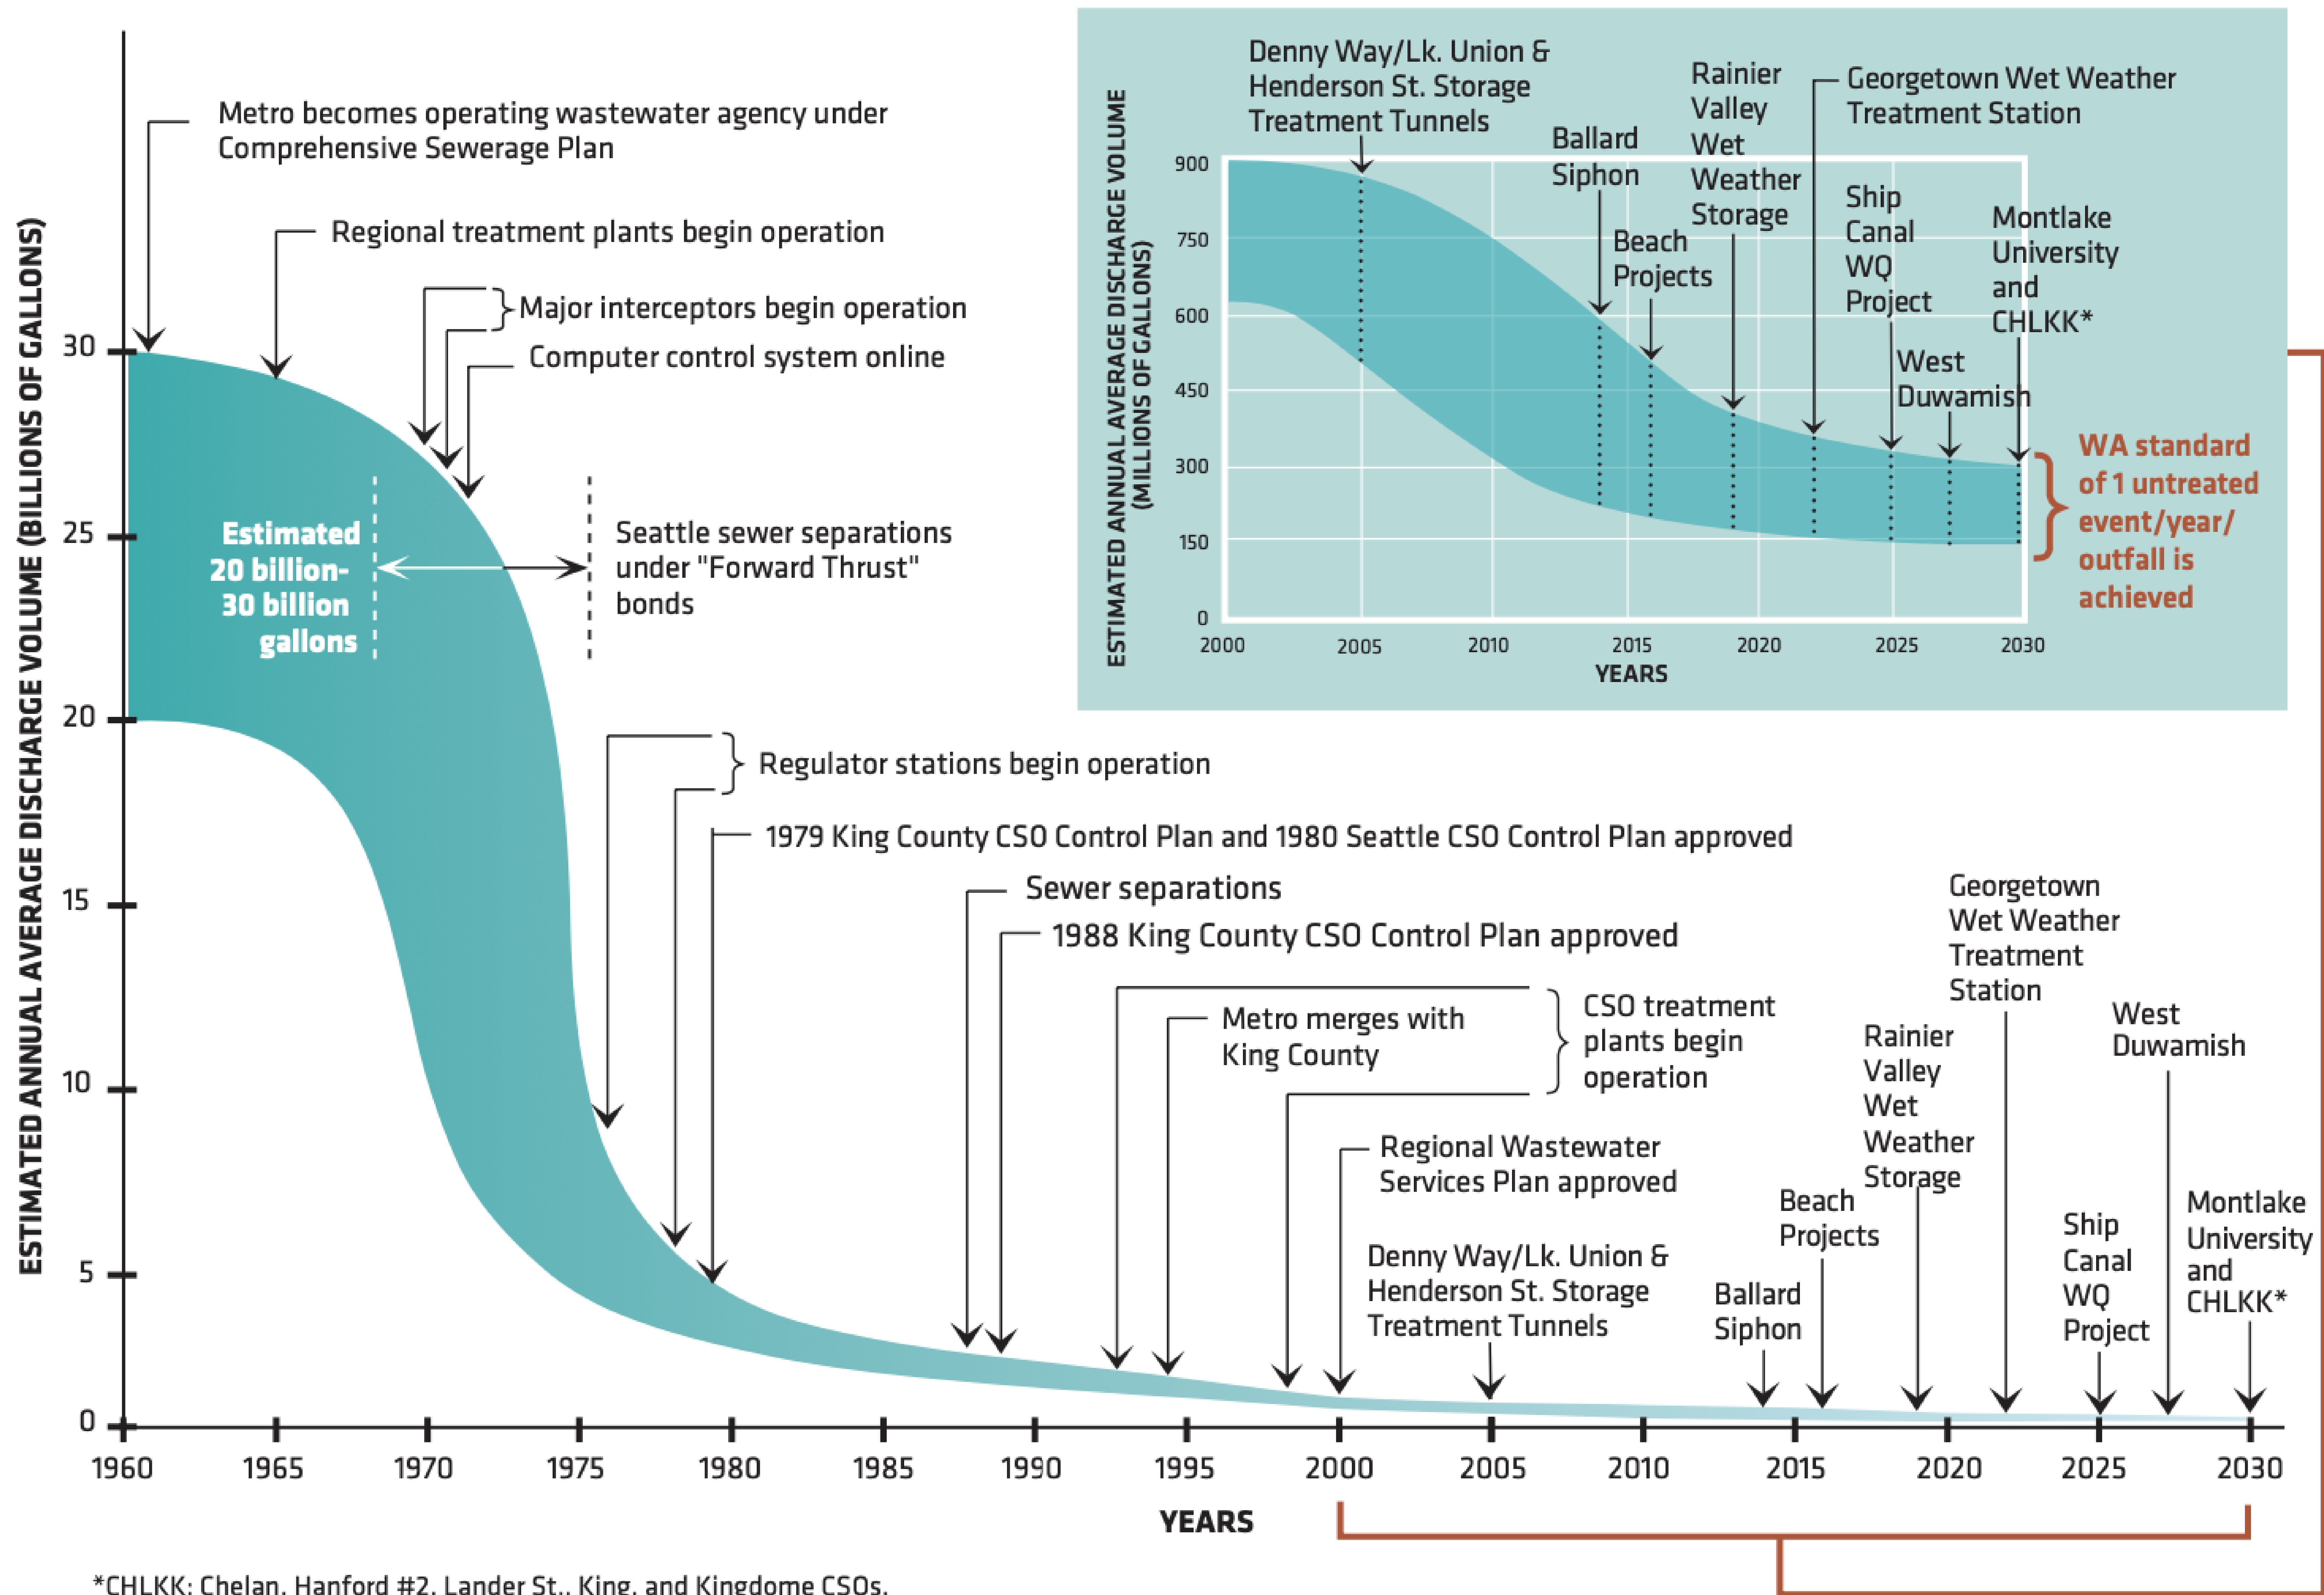 ESTIMATED ANNUAL AVERAGE DISCHARGE VOLUME (BILLIONS OF GALLONS)
30
25
20
15
10
5
0
Metro becomes operating wastewater agency under
Comprehensive Sewerage Plan
Regional treatment plants begin operation
Major interceptors begin operation
Computer control system online
Estimated
20 billion-
30 billion
gallons
Seattle sewer separations
under "Forward Thrust"
bonds
Regulator stations begin operation
1979 King County CSO Control Plan and 1980 Seattle CSO Control Plan approved
Sewer separations
1988 King County CSO Control Plan approved
Metro merges with
King County
CSO treatment
plants begin
operation
Regional Wastewater
Services Plan approved
Denny Way/Lk. Union &
Henderson St. Storage
Treatment Tunnels
Ballard
Siphon
Beach
Projects
Rainier
Valley
Wet
Weather
Storage
Georgetown
Wet Weather
Treatment
Station
Ship
Canal
WQ
Project
West
Duwamish
Montlake
University
and
CHLKK*
1960
1965
1970
1975
1980
1985
1990
1995
2000
2005
2010
2015
2020
2025
2030
YEARS
*CHLKK: Chelan, Hanford #2, Lander St., King, and Kingdome CSOs.
ESTIMATED ANNUAL AVERAGE DISCHARGE VOLUME
(MILLIONS OF GALLONS)
900
750
600
450
300
150
0
Denny Way/Lk. Union &
Henderson St. Storage
Treatment Tunnels
Ballard
Siphon
Beach
Projects
Rainier
Valley
Wet
Weather
Storage
Georgetown Wet Weather
Treatment Station
Ship
Canal
WQ
Project
West
Duwamish
Montlake
University
and
CHLKK*
WA standard
of 1 untreated
event/year/
outfall is
achieved
2000
2005
2010
2015
2020
2025
2030
YEARS